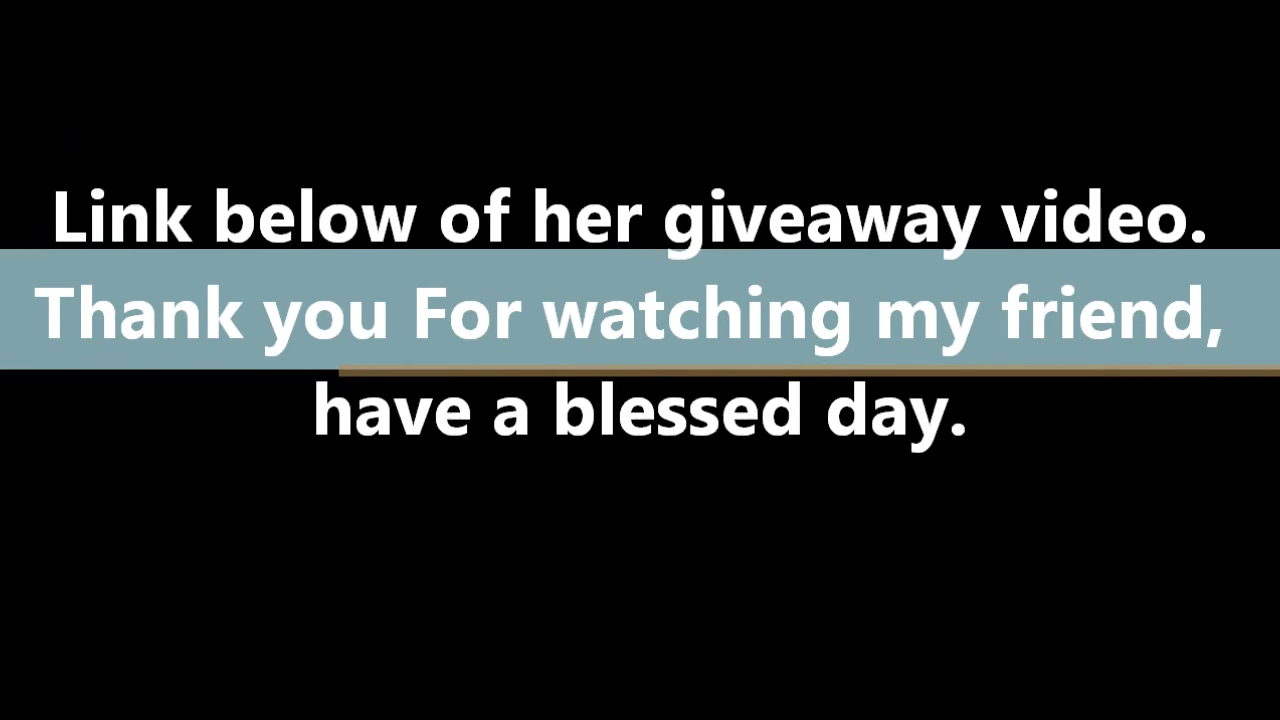 Link below of her giveaway video.
Thank you For watching my friend,
have a blessed day.